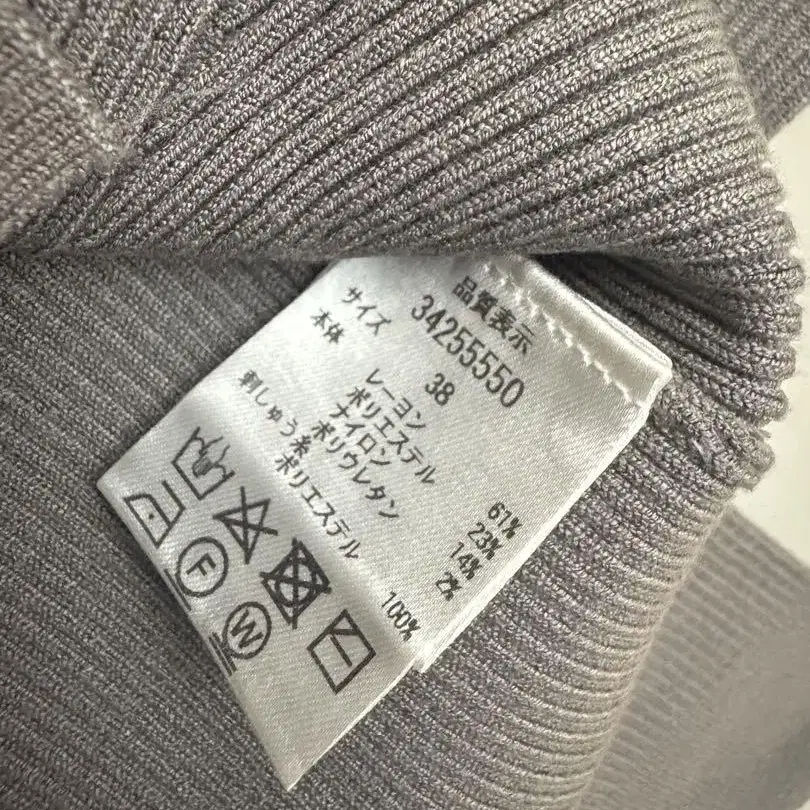 品質表示
34255550
サイズ 38
本体
レーヨン 61%
ポリエステル 23%
ナイロン 14%
ポリウレタン 2%
刺しゅう糸
ポリエステル 100%
F
W